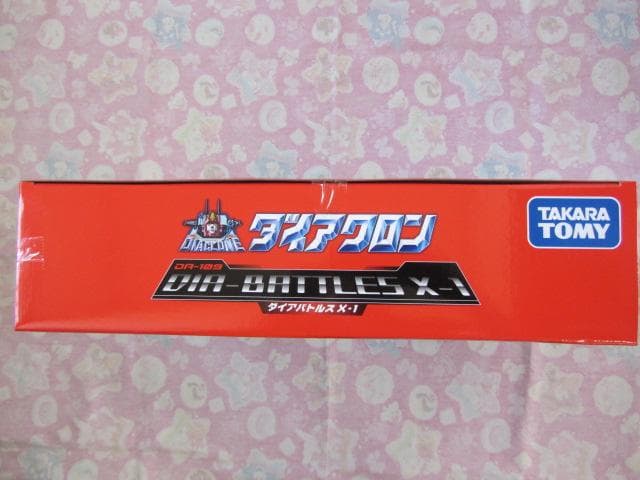 DIACLONE
ダイアクロン
TAKARA
TOMY
DA-109
DIA-BATTLES X-1
ダイアバトルス X・1